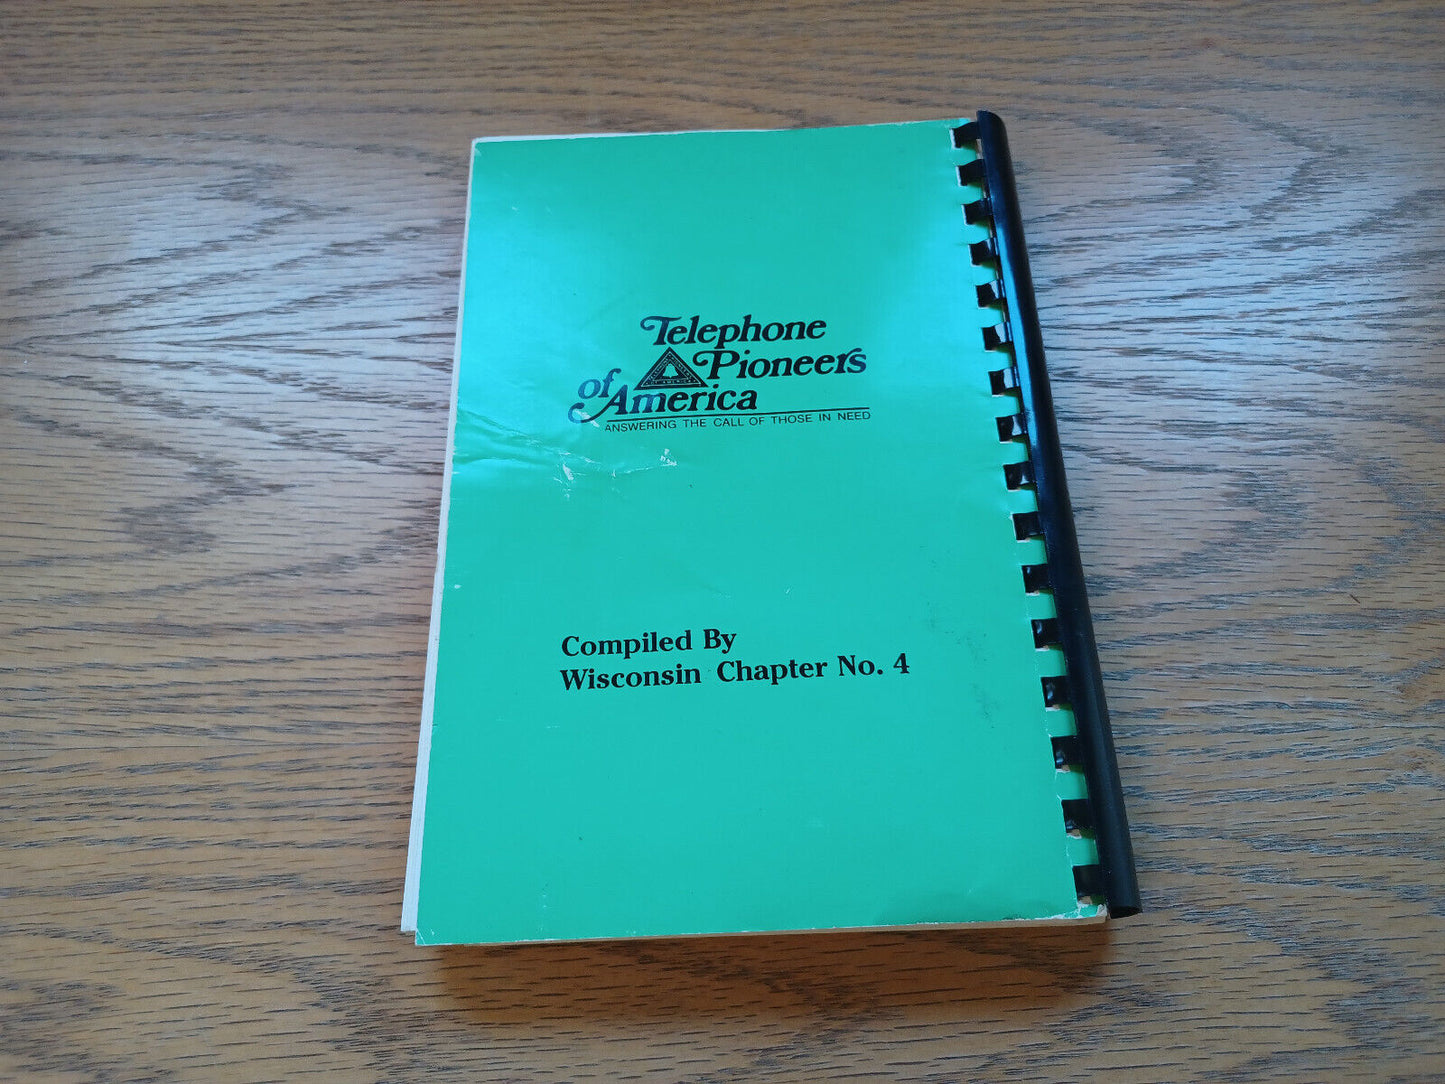 Telephone
Pioneers
of
America
ANSWERING THE CALL OF THOSE IN NEED
Compiled By
Wisconsin Chapter No. 4